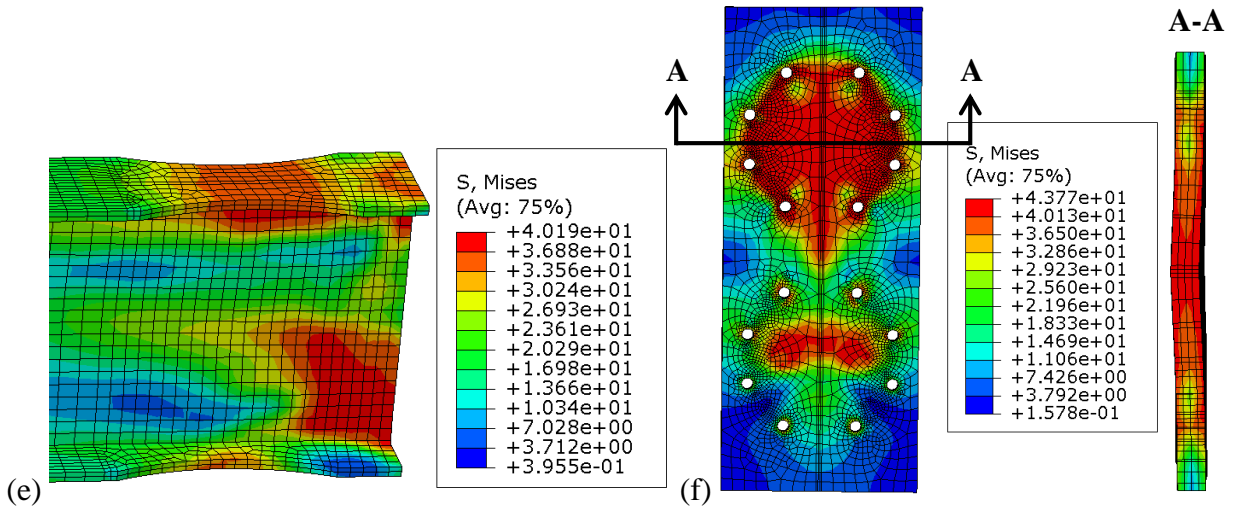 A-A
A
A
S, Mises
(Avg: 75%)
+4.019e+01
+3.688e+01
+3.356e+01
+3.024e+01
+2.693e+01
+2.361e+01
+2.029e+01
+1.698e+01
+1.366e+01
+1.034e+01
+7.028e+00
+3.712e+00
+3.955e-01
(e)
S, Mises
(Avg: 75%)
+4.377e+01
+4.013e+01
+3.650e+01
+3.286e+01
+2.923e+01
+2.560e+01
+2.196e+01
+1.833e+01
+1.469e+01
+1.106e+01
+7.426e+00
+3.792e+00
+1.578e-01
(f)